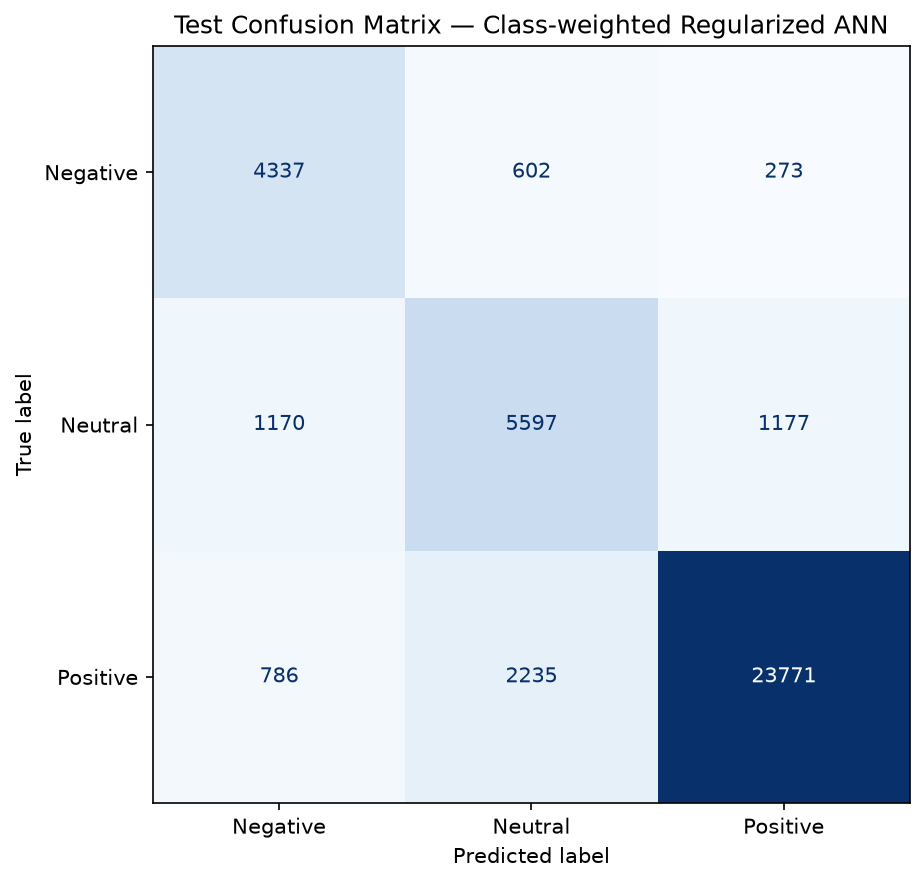 Test Confusion Matrix — Class-weighted Regularized ANN
Negative 4337 602 273
Neutral 1170 5597 1177
Positive 786 2235 23771
True label
Negative Neutral Positive
Predicted label